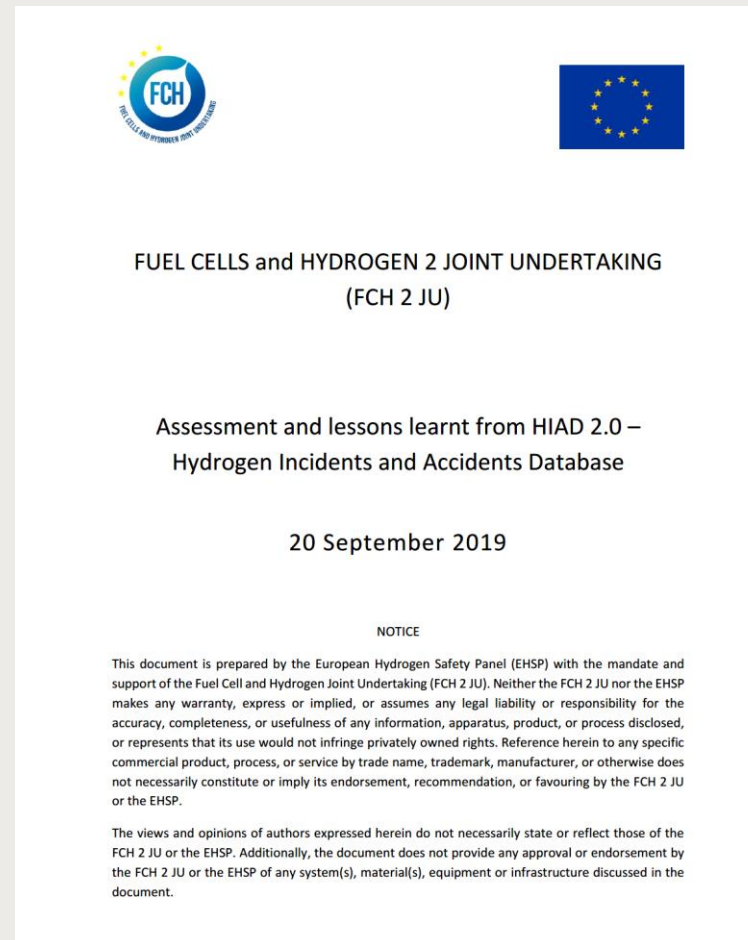 FCH
FUEL CELLS AND HYDROGEN JOINT UNDERTAKING
FUEL CELLS and HYDROGEN 2 JOINT UNDERTAKING
(FCH 2 JU)
Assessment and lessons learnt from HIAD 2.0 –
Hydrogen Incidents and Accidents Database
20 September 2019
NOTICE
This document is prepared by the European Hydrogen Safety Panel (EHSP) with the mandate and
support of the Fuel Cell and Hydrogen Joint Undertaking (FCH 2 JU). Neither the FCH 2 JU nor the EHSP
makes any warranty, express or implied, or assumes any legal liability or responsibility for the
accuracy, completeness, or usefulness of any information, apparatus, product, or process disclosed,
or represents that its use would not infringe privately owned rights. Reference herein to any specific
commercial product, process, or service by trade name, trademark, manufacturer, or otherwise does
not necessarily constitute or imply its endorsement, recommendation, or favouring by the FCH 2 JU
or the EHSP.
The views and opinions of authors expressed herein do not necessarily state or reflect those of the
FCH 2 JU or the EHSP. Additionally, the document does not provide any approval or endorsement by
the FCH 2 JU or the EHSP of any system(s), material(s), equipment or infrastructure discussed in the
document.